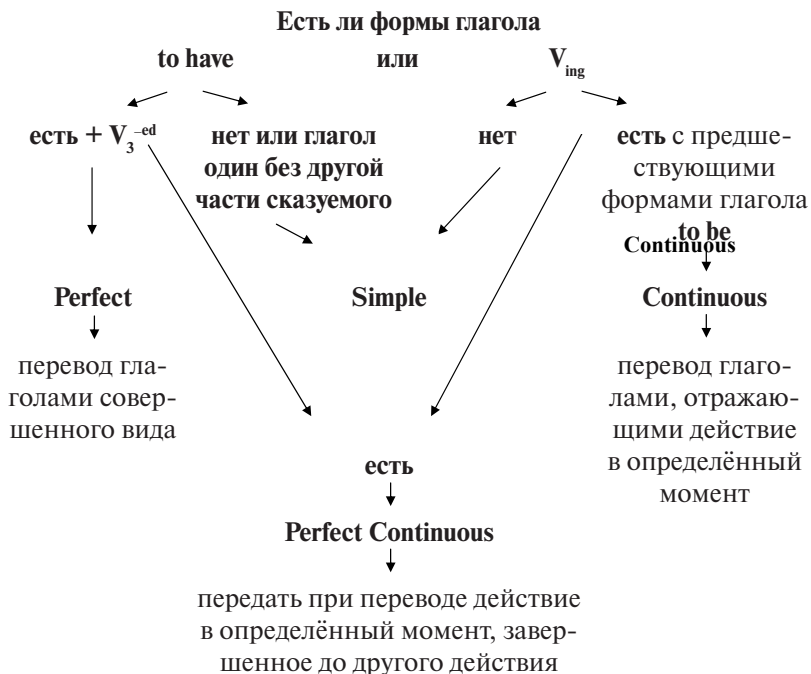 Есть ли формы глагола
to have или V_ing
есть + V_3^–ed нет или глагол нет есть с предше-
один без другой ствующими
части сказуемого формами глагола
to be
Continuous
Perfect Simple Continuous
перевод гла- перевод глаго-
голами совер- лами, отражаю-
шенного вида щими действие
в определённый
есть момент
Perfect Continuous
передать при переводе действие
в определённый момент, завер-
шенное до другого действия